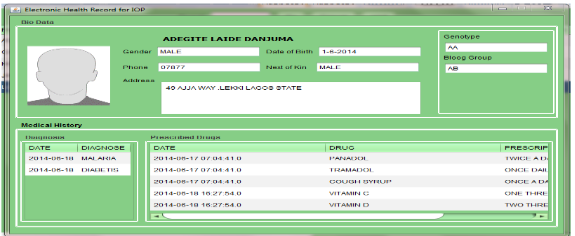 Electronic Health Record for IOP
Bio Data
ADEGITE LAIDE DANJUMA
Gender MALE Date of Birth 1-6-2014
Phone 07877 Next of Kin MALE
Address
49 AJJA WAY .LEKKI LAGOS STATE
Genotype
AA
Bloog Group
AB
Medical History
Diagnosis
DATE DIAGNOSE
2014-06-18 MALARIA
2014-06-18 DIABETIS
Prescribed Drugs
DATE DRUG PRESCRIP
2014-06-17 07:04:41.0 PANADOL TWICE A D
2014-06-17 07:04:41.0 TRAMADOL ONCE DAIL
2014-06-17 07:04:41.0 COUGH SYRUP ONCE A DA
2014-06-18 16:27:54.0 VITAMIN C ONE THRE
2014-06-18 16:27:54.0 VITAMIN D TWO THRE